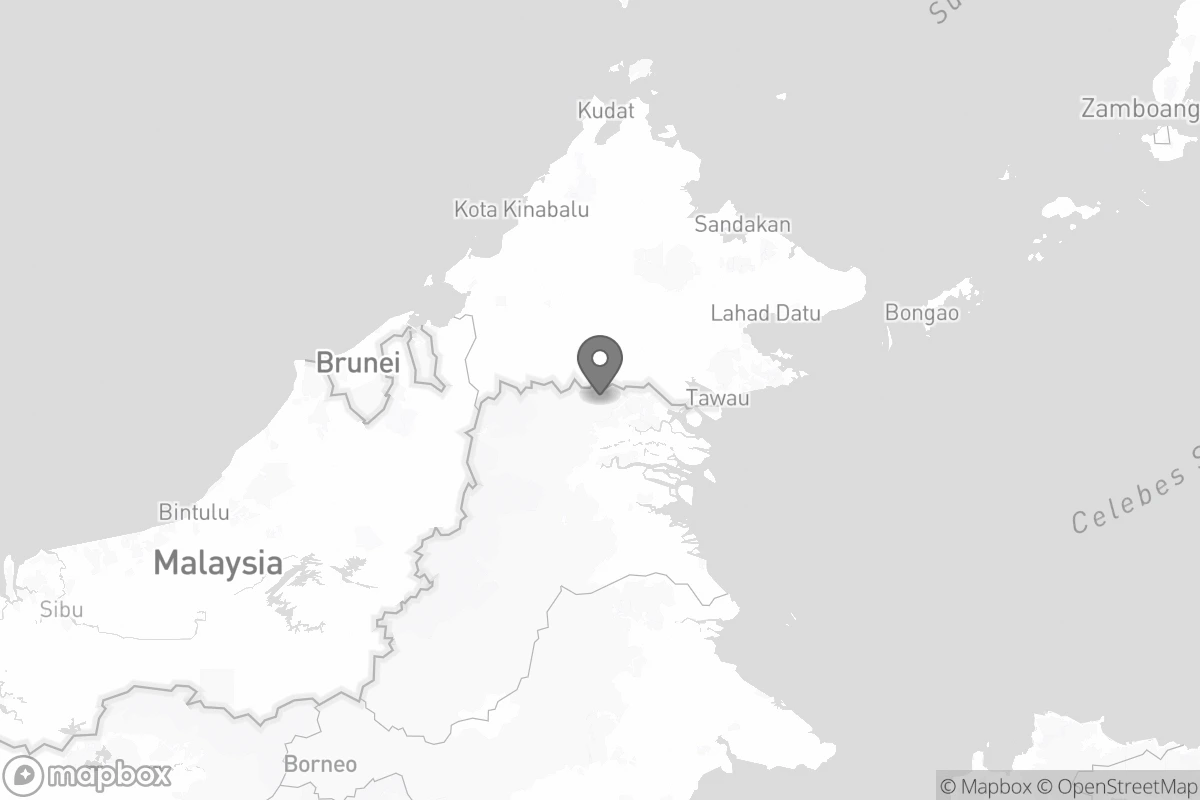 Su
Kudat
Zamboang
Kota Kinabalu
Sandakan
Lahad Datu
Bongao
Brunei
Tawau
Celebes S
Bintulu
Malaysia
Sibu
Borneo
mapbox
© Mapbox © OpenStreetMap